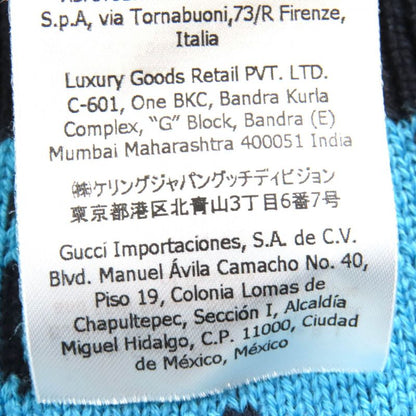 S.p.A, via Tornabuoni,73/R Firenze,
Italia
Luxury Goods Retail PVT. LTD.
C-601, One BKC, Bandra Kurla
Complex, “G” Block, Bandra (E)
Mumbai Maharashtra 400051 India
㈱ケリングジャパングッチディビジョン
東京都港区北青山3丁目6番7号
Gucci Importaciones, S.A. de C.V.
Blvd. Manuel Ávila Camacho No. 40,
Piso 19, Colonia Lomas de
Chapultepec, Sección I, Alcaldía
Miguel Hidalgo, C.P. 11000, Ciudad
de México, México